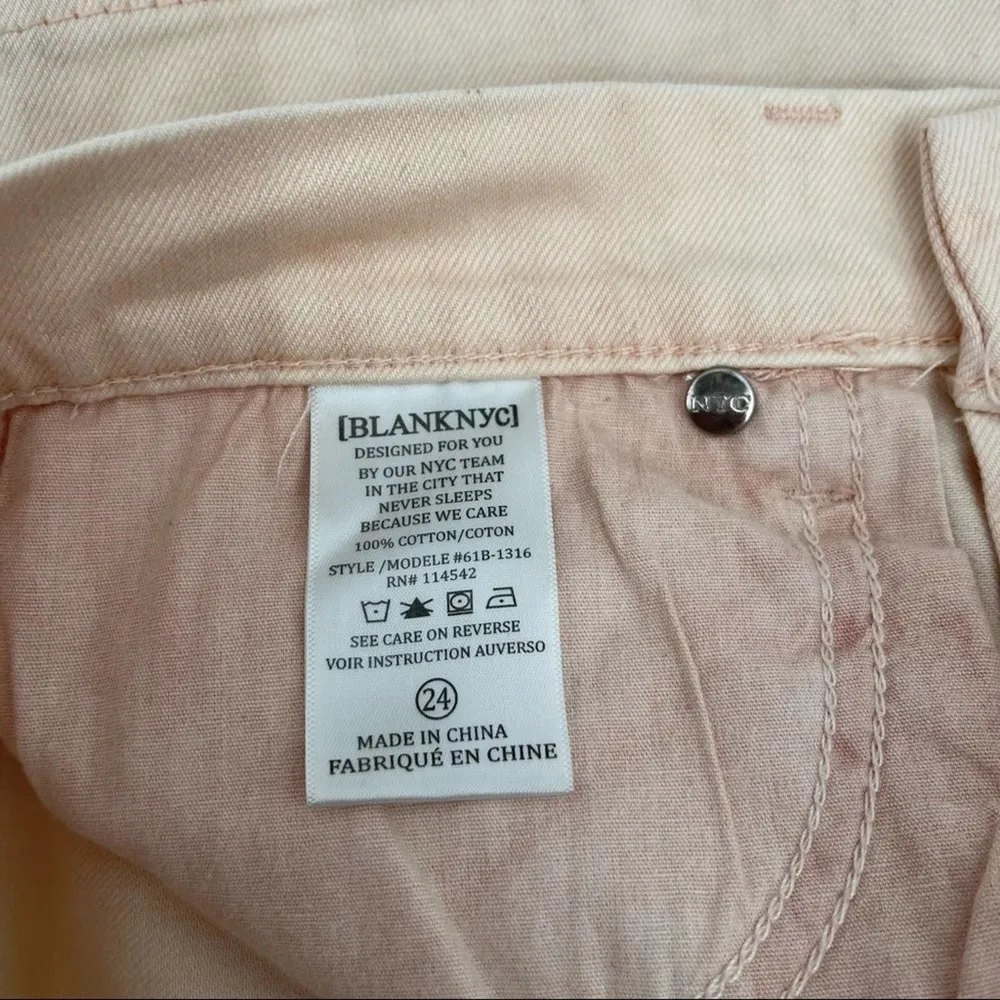 [BLANKNYC]
DESIGNED FOR YOU
BY OUR NYC TEAM
IN THE CITY THAT
NEVER SLEEPS
BECAUSE WE CARE
100% COTTON/COTON
STYLE /MODELE #61B-1316
RN# 114542
SEE CARE ON REVERSE
VOIR INSTRUCTION AUVERSO
24
MADE IN CHINA
FABRIQUÉ EN CHINE
NYC